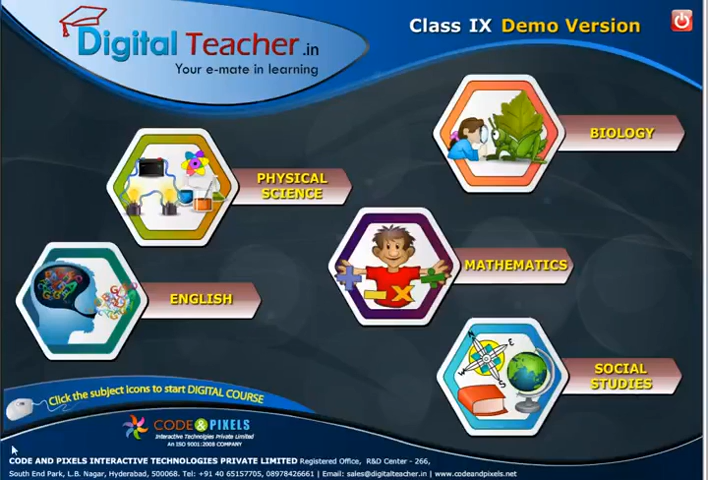 Digital Teacher.in
Your e-mate in learning
Class IX Demo Version
BIOLOGY
PHYSICAL
SCIENCE
MATHEMATICS
ENGLISH
SOCIAL
STUDIES
Click the subject icons to start DIGITAL COURSE
CODE & PIXELS
Interactive Technologies Private Limited
An ISO 9001:2008 COMPANY
CODE AND PIXELS INTERACTIVE TECHNOLOGIES PRIVATE LIMITED Registered Office, R&D Center - 266,
South End Park, L.B. Nagar, Hyderabad, 500068. Tel: +91 40 65157705, 08978426661 | Email: sales@digitalteacher.in | www.codeandpixels.net